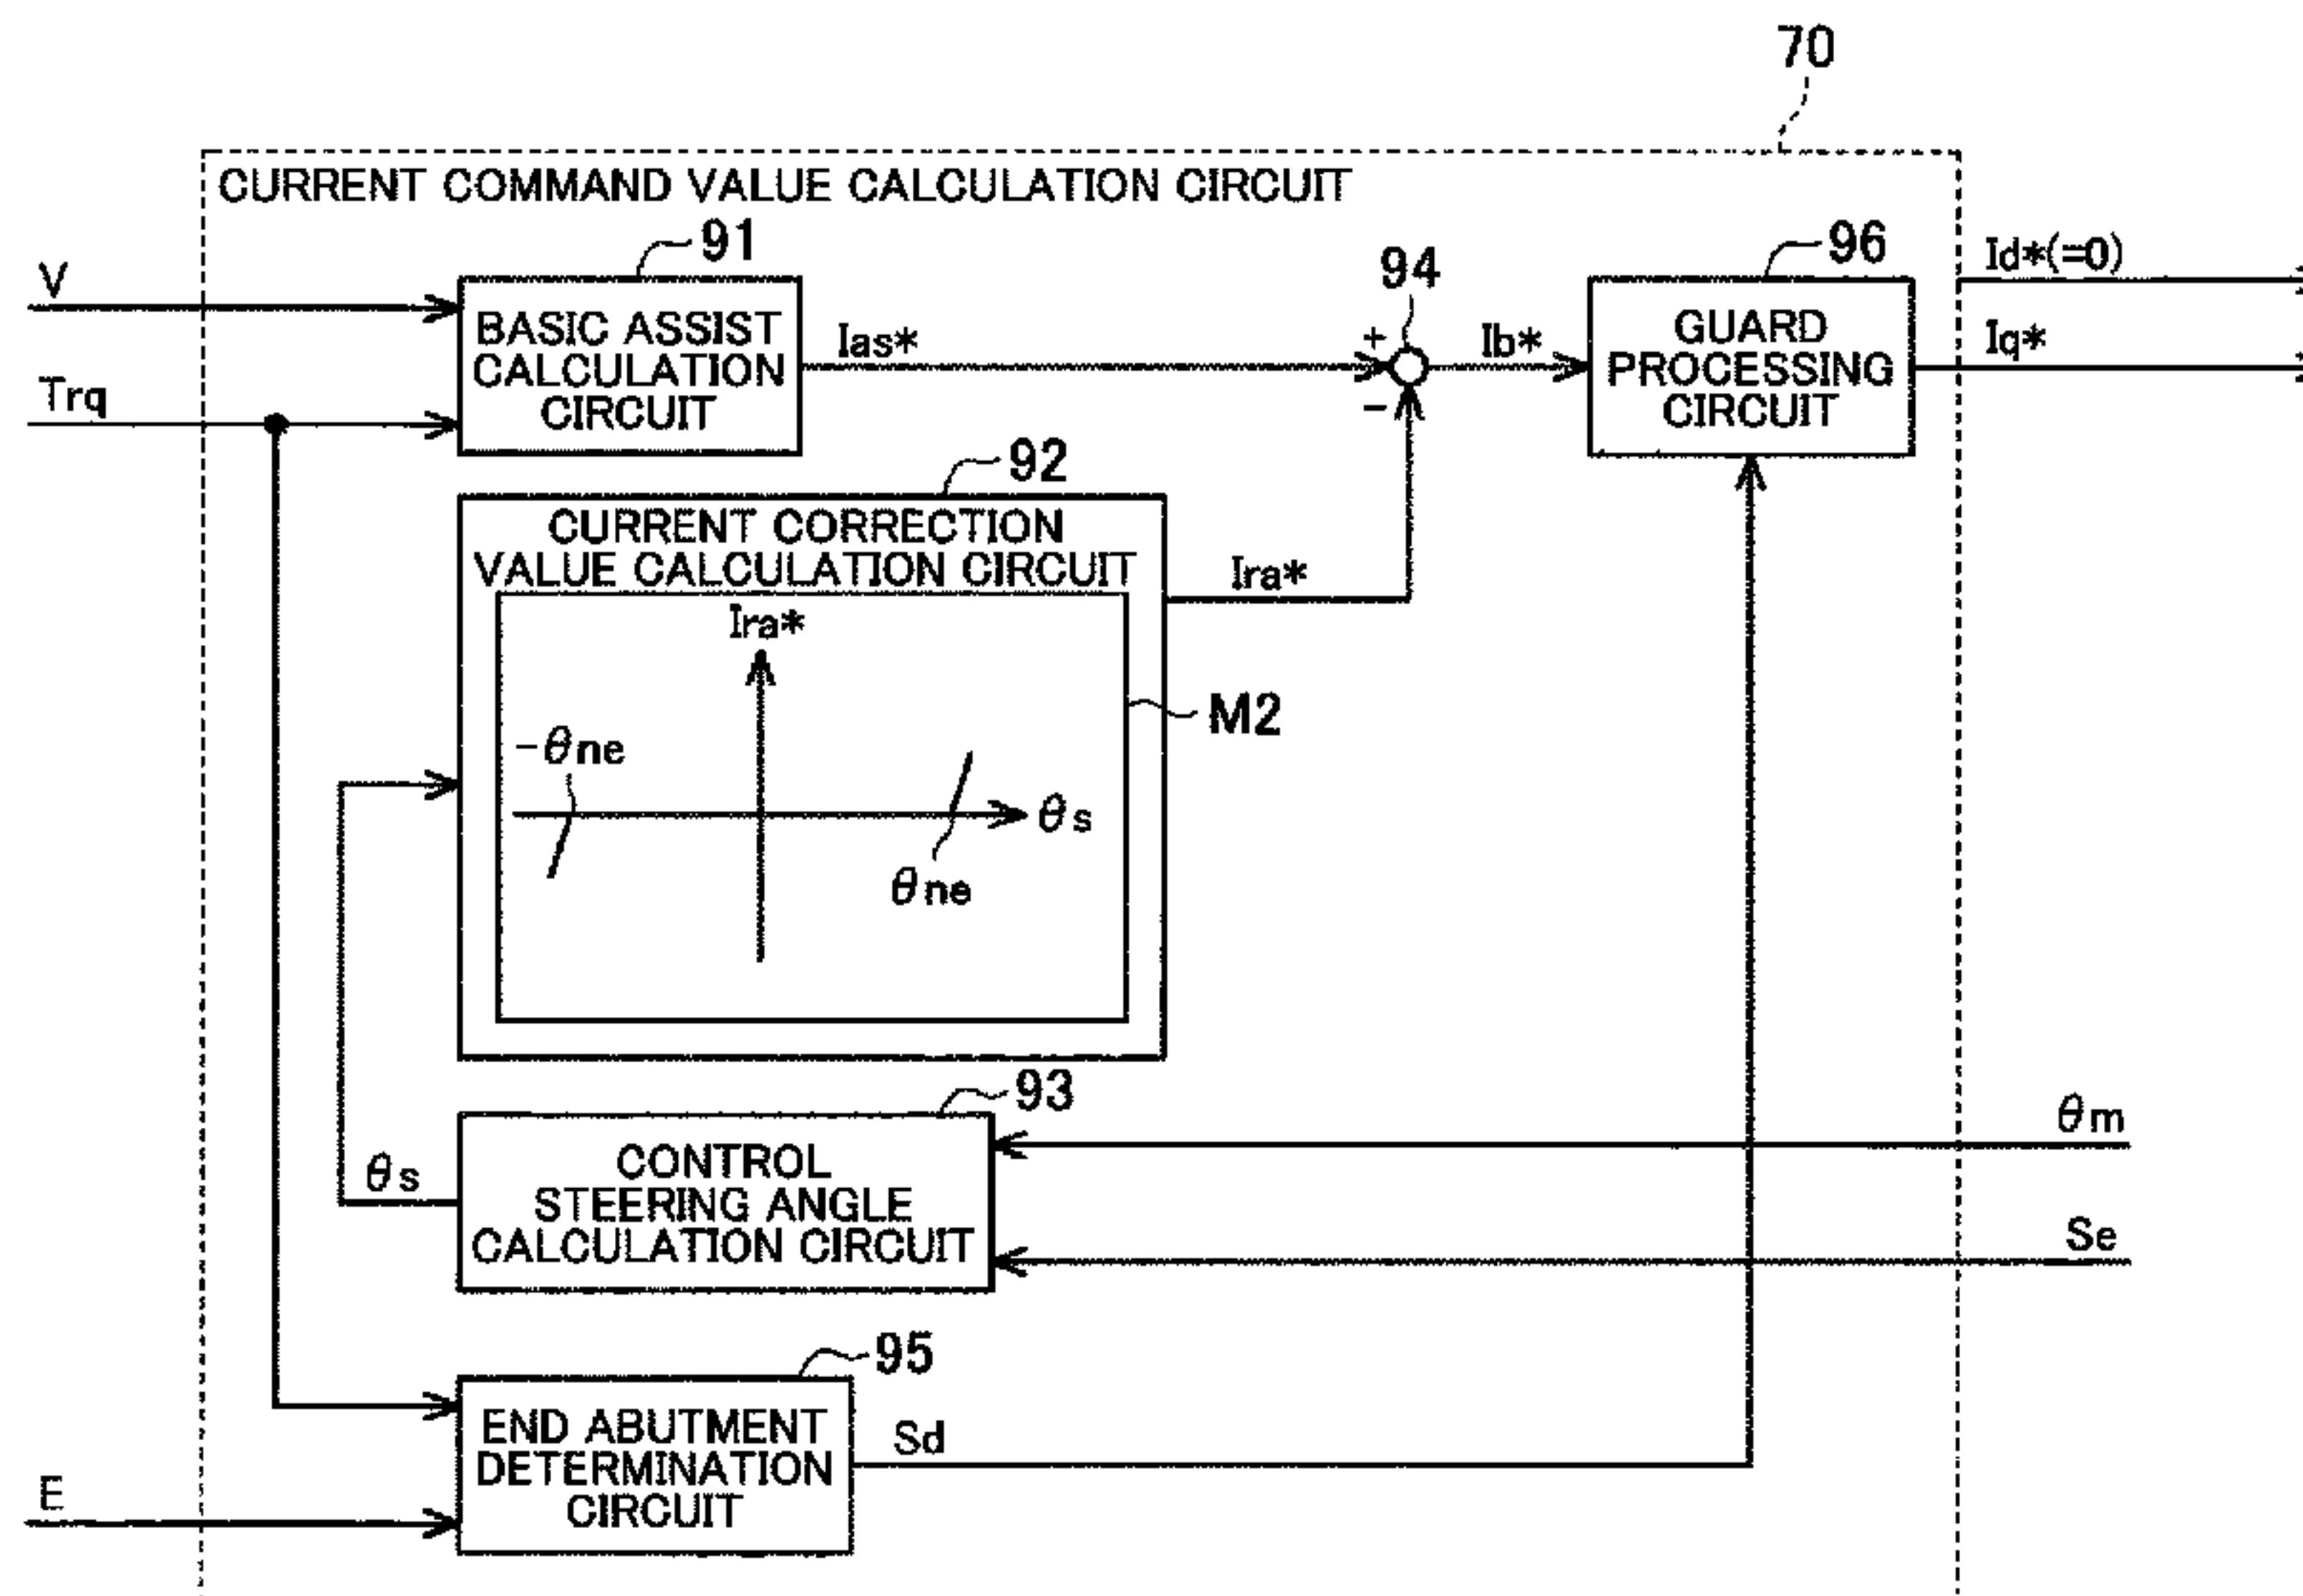 70
CURRENT COMMAND VALUE CALCULATION CIRCUIT
91
V
BASIC ASSIST
CALCULATION
CIRCUIT
Trq
Ias*
94
+
−
Ib*
96
GUARD
PROCESSING
CIRCUIT
Id*(=0)
Iq*
92
CURRENT CORRECTION
VALUE CALCULATION CIRCUIT
Ira*
Ira*
M2
−θne
θs
θne
93
CONTROL
STEERING ANGLE
CALCULATION CIRCUIT
θs
θm
Se
95
END ABUTMENT
DETERMINATION
CIRCUIT
Sd
E